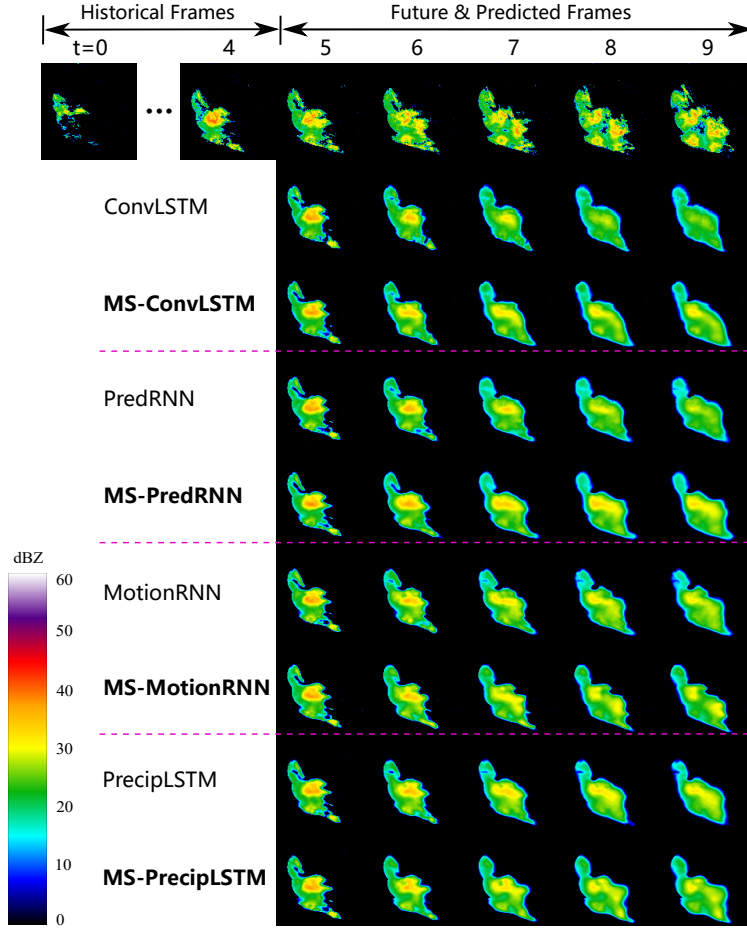 Historical Frames
Future & Predicted Frames
t=0 ••• 4 5 6 7 8 9
ConvLSTM
MS-ConvLSTM
PredRNN
MS-PredRNN
MotionRNN
MS-MotionRNN
PrecipLSTM
MS-PrecipLSTM
dBZ
60
50
40
30
20
10
0